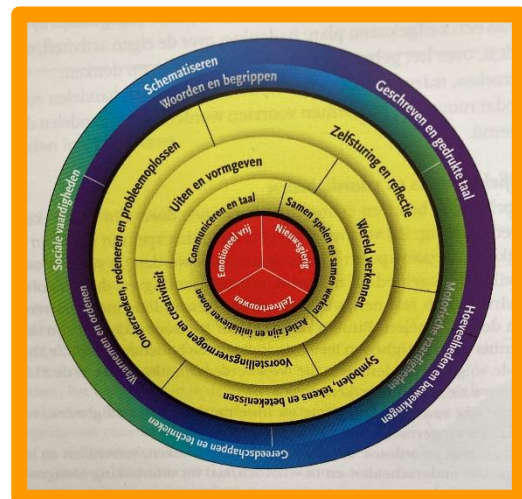 Schematiseren
Woorden en begrippen
Geschreven en gedrukte taal
Hoeveelheden en bewerkingen
Motorische vaardigheden
Gereedschappen en technieken
Waarnemen en ordenen
Sociale vaardigheden
Onderzoeken, redeneren en probleemoplossen
Zelfsturing en reflectie
Symbolen, tekens en betekenissen
Uiten en vormgeven
Wereld verkennen
Voorstellingsvermogen en creativiteit
Communiceren en taal
Samen spelen en samen werken
Actief zijn en initiatieven tonen
Emotioneel vrij
Nieuwsgierig
Zelfvertrouwen